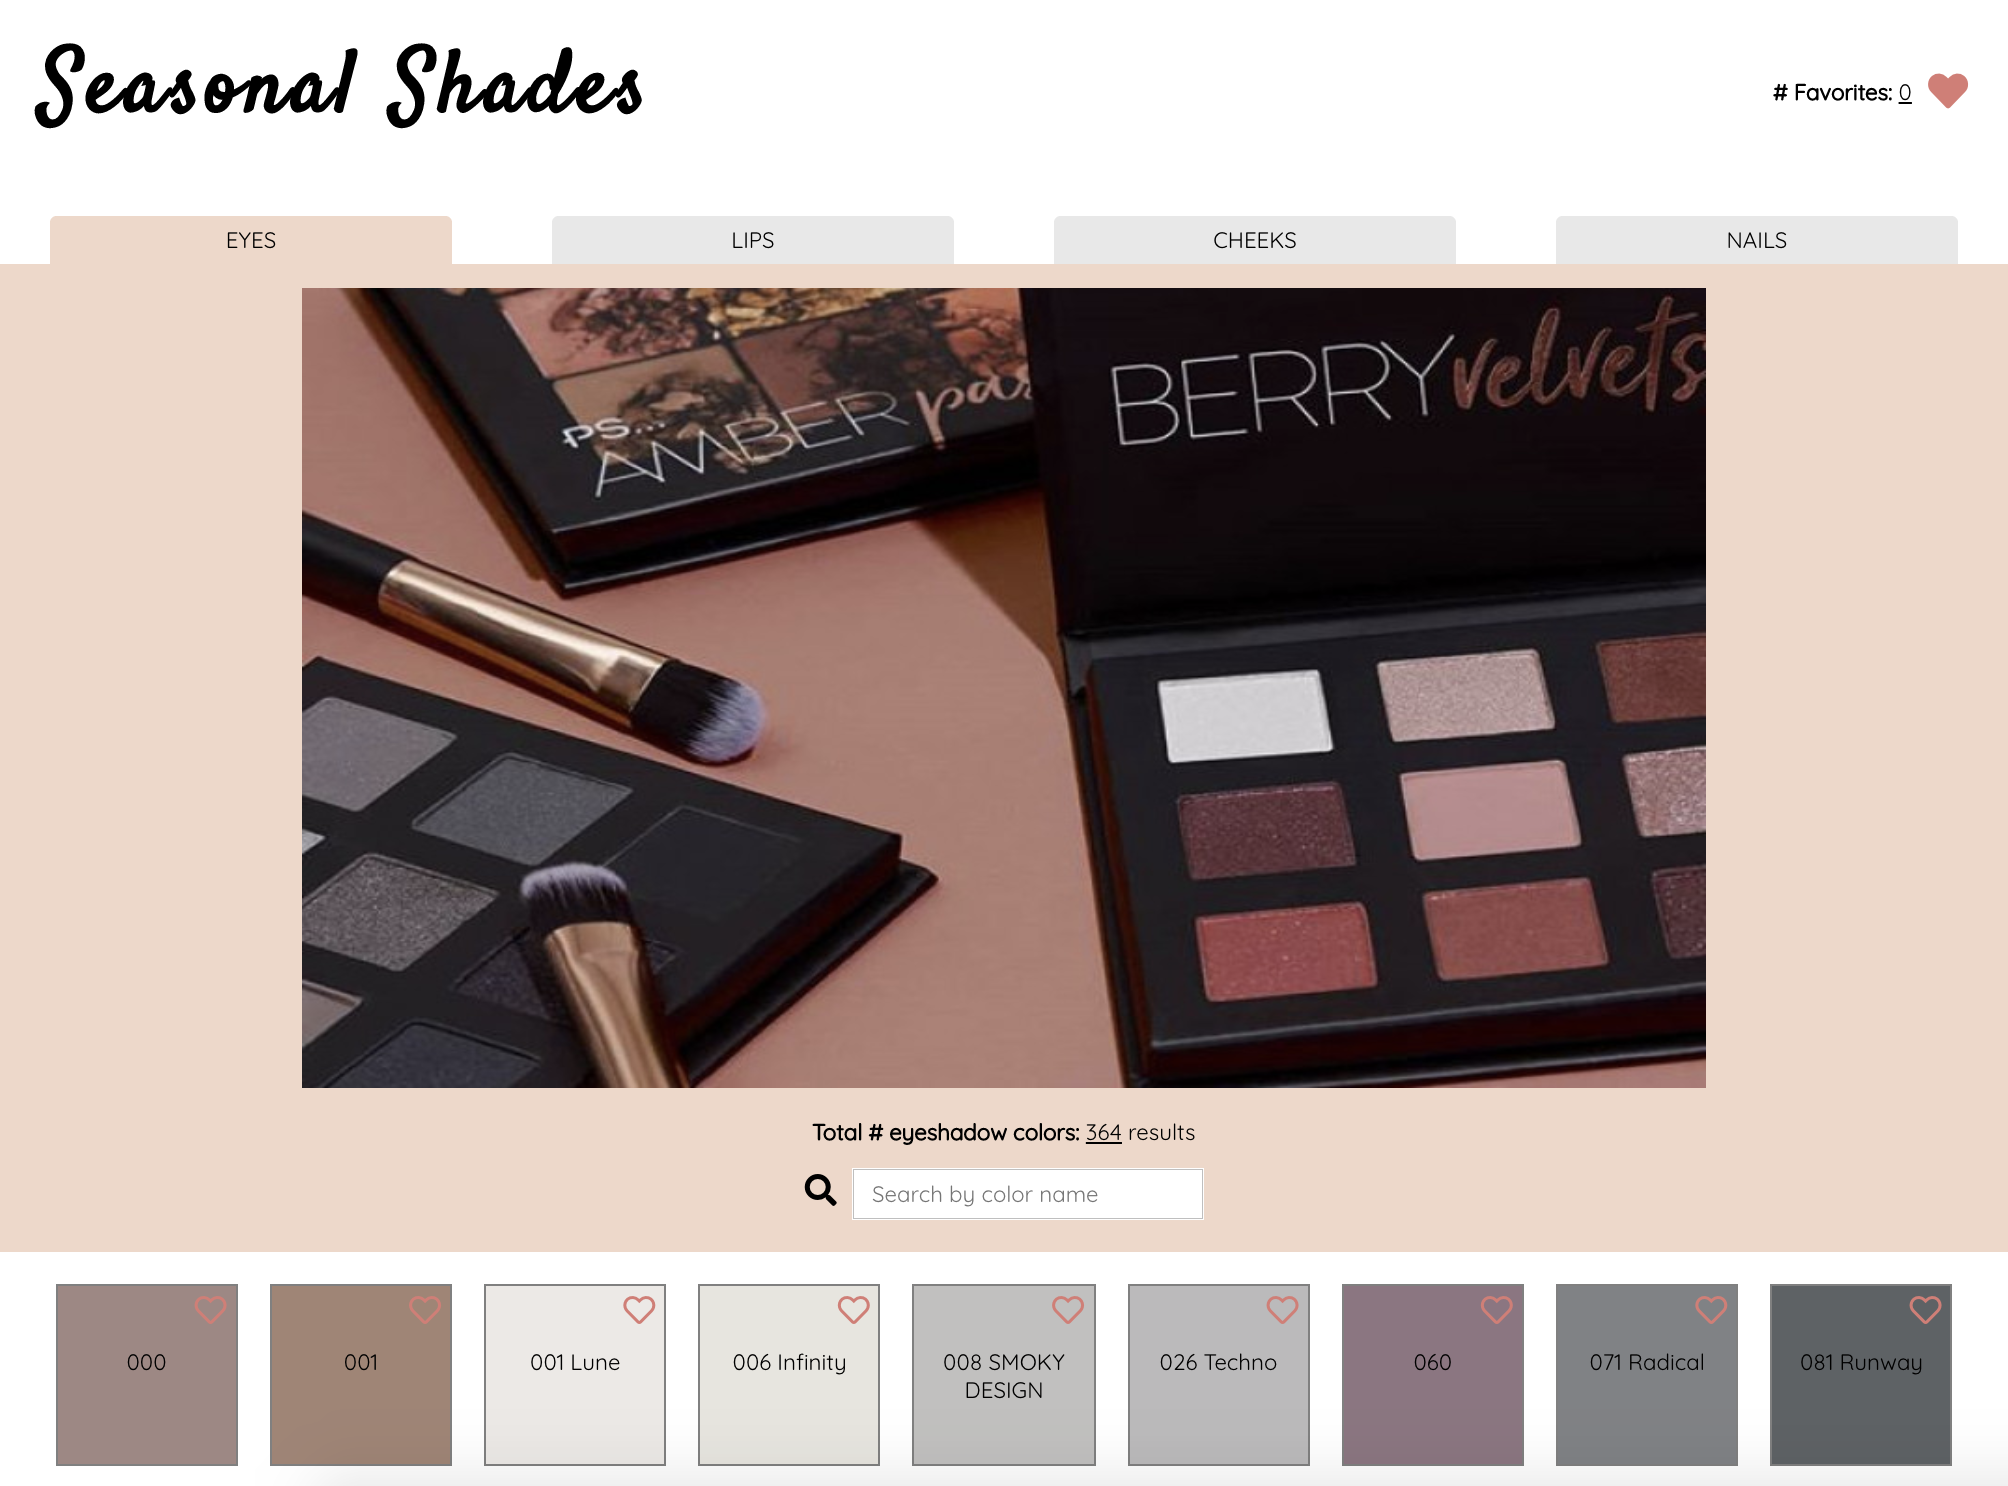 Seasonal Shades
# Favorites: 0
EYES
LIPS
CHEEKS
NAILS
PS...
AMBER
BERRY velvets
Total # eyeshadow colors: 364 results
Search by color name
000
001
001 Lune
006 Infinity
008 SMOKY
DESIGN
026 Techno
060
071 Radical
081 Runway